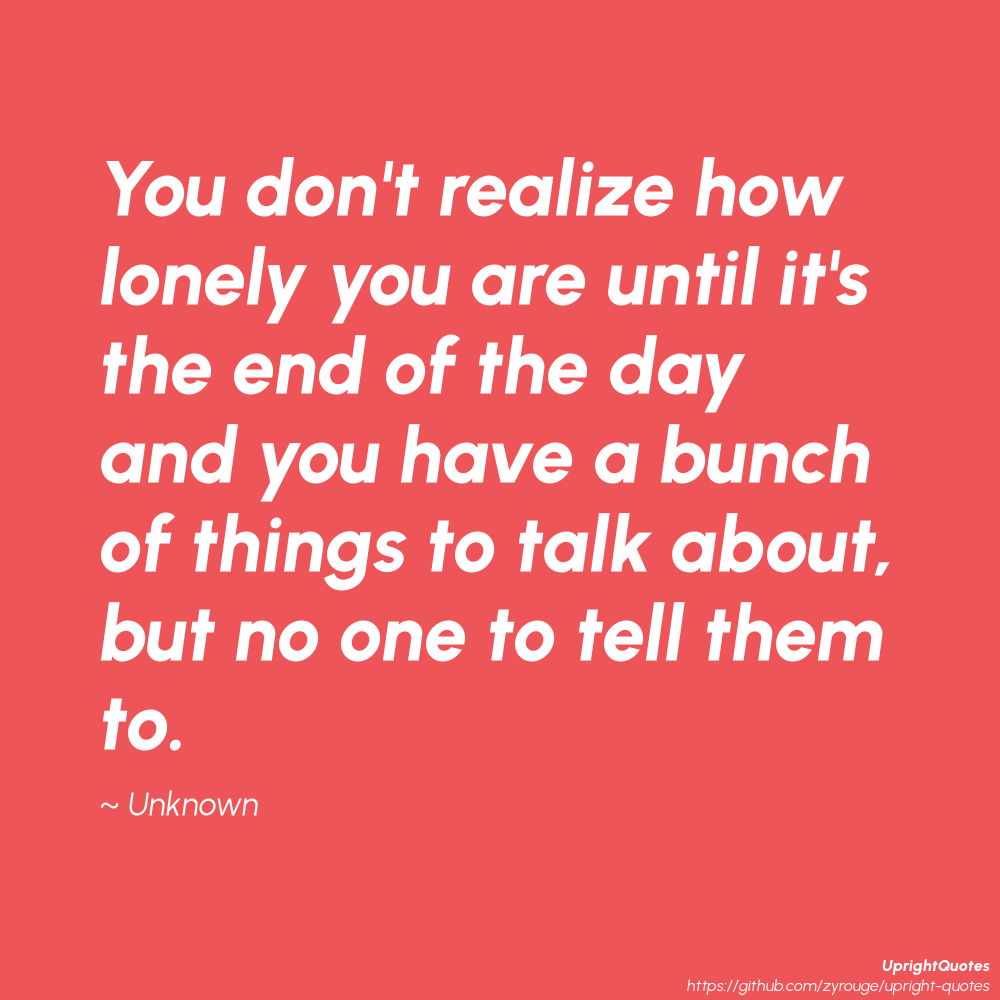 You don't realize how
lonely you are until it's
the end of the day
and you have a bunch
of things to talk about,
but no one to tell them
to.
~ Unknown
UprightQuotes
https://github.com/zyrouge/upright-quotes